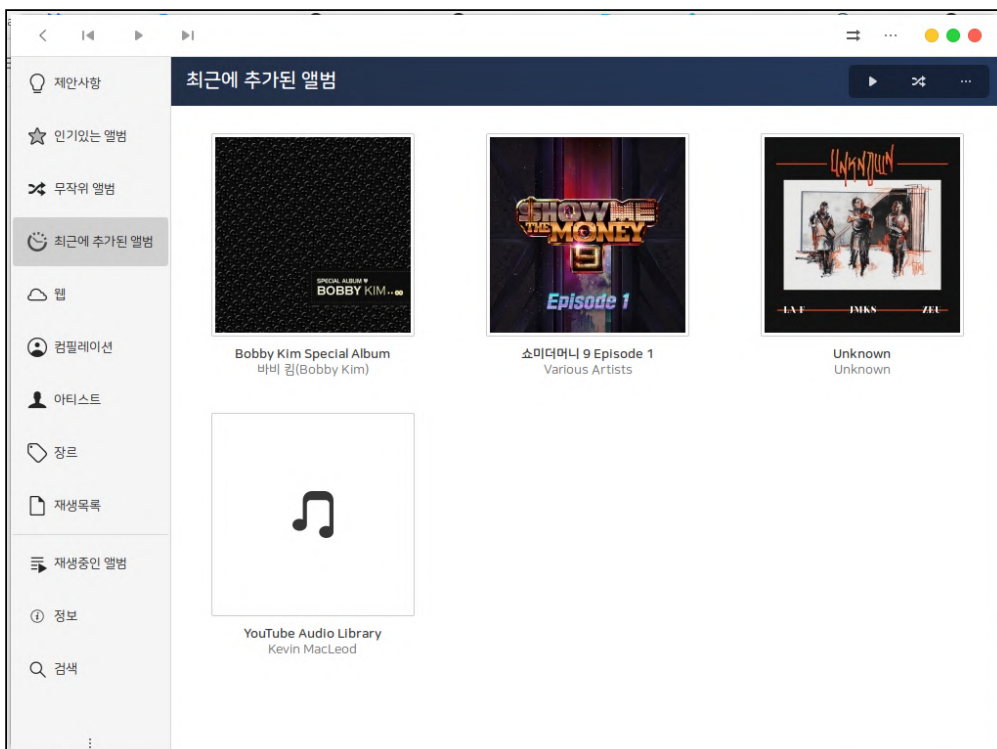 최근에 추가된 앨범
제안사항
인기있는 앨범
무작위 앨범
최근에 추가된 앨범
웹
컴필레이션
아티스트
장르
재생목록
재생중인 앨범
정보
검색
SPECIAL ALBUM ♥
BOBBY KIM..∞
Bobby Kim Special Album
바비 킴(Bobby Kim)
SHOW ME
THE MONEY
9
Episode 1
쇼미더머니 9 Episode 1
Various Artists
UNKNOWN
LA-F JMKS ZEU
Unknown
Unknown
YouTube Audio Library
Kevin MacLeod